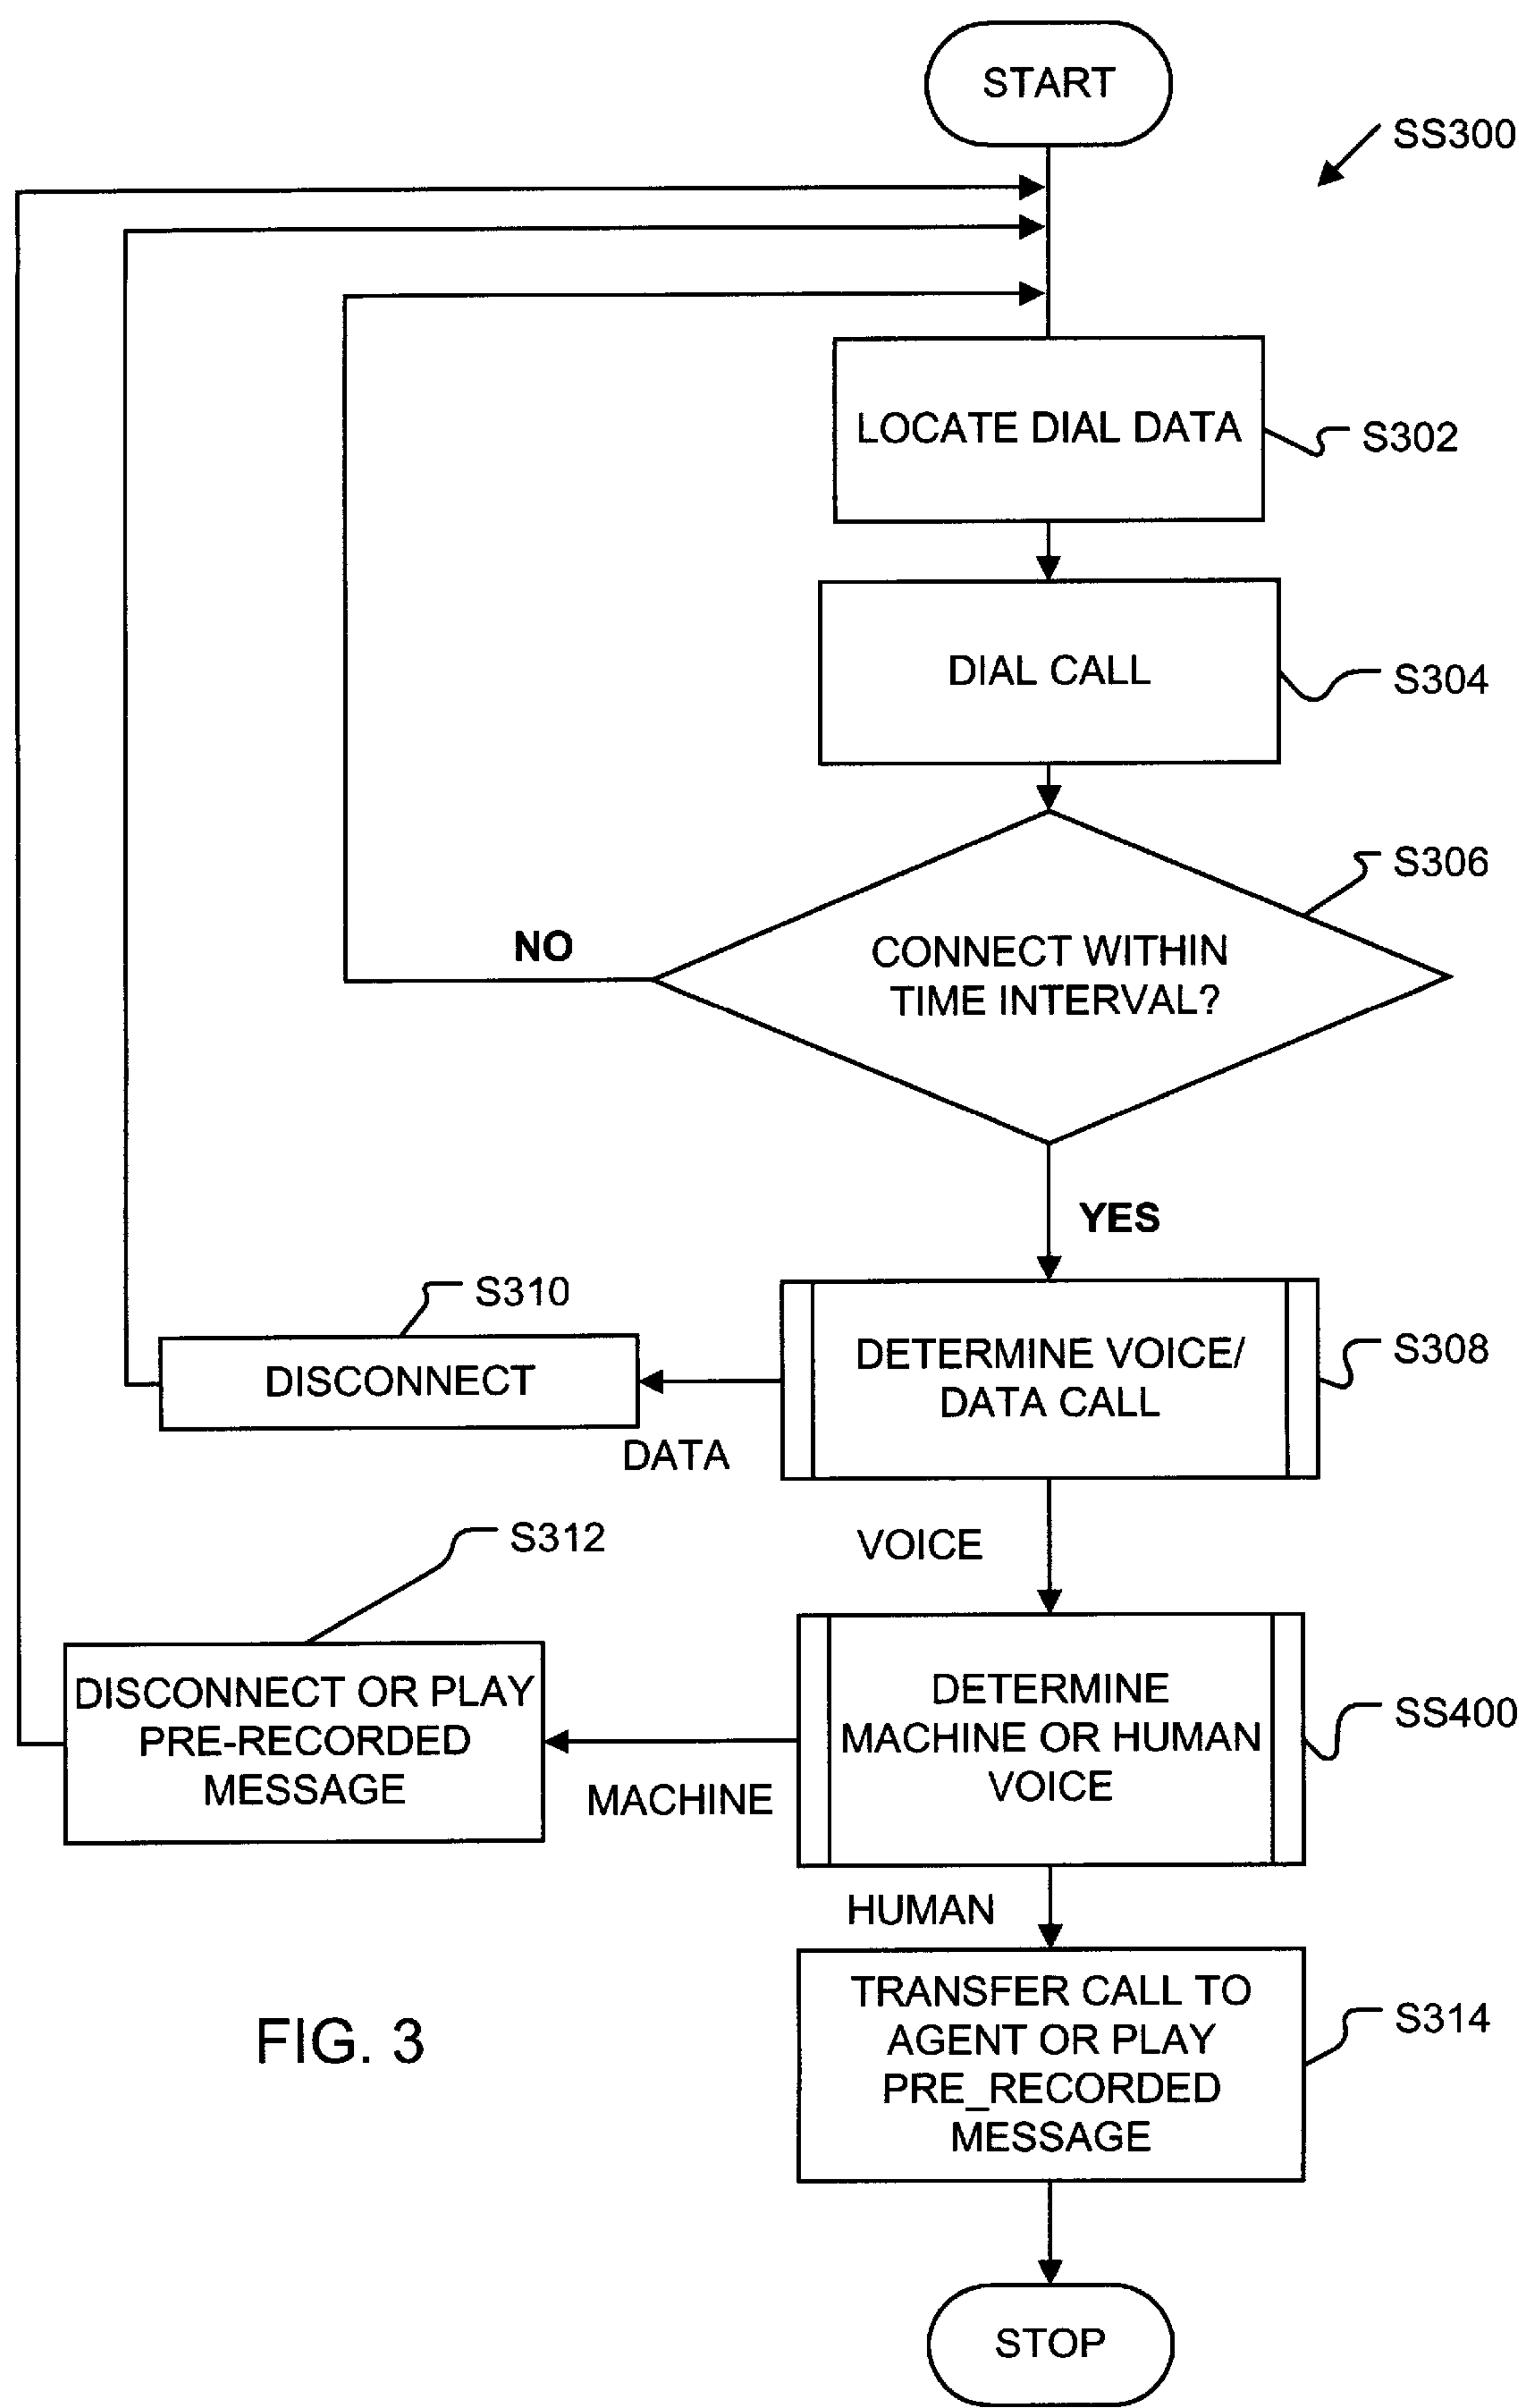 START
SS300
LOCATE DIAL DATA
S302
DIAL CALL
S304
S306
CONNECT WITHIN
TIME INTERVAL?
NO
YES
S310
DISCONNECT
DATA
DETERMINE VOICE/
DATA CALL
S308
VOICE
S312
DISCONNECT OR PLAY
PRE-RECORDED
MESSAGE
MACHINE
DETERMINE
MACHINE OR HUMAN
VOICE
SS400
HUMAN
TRANSFER CALL TO
AGENT OR PLAY
PRE_RECORDED
MESSAGE
S314
FIG. 3
STOP